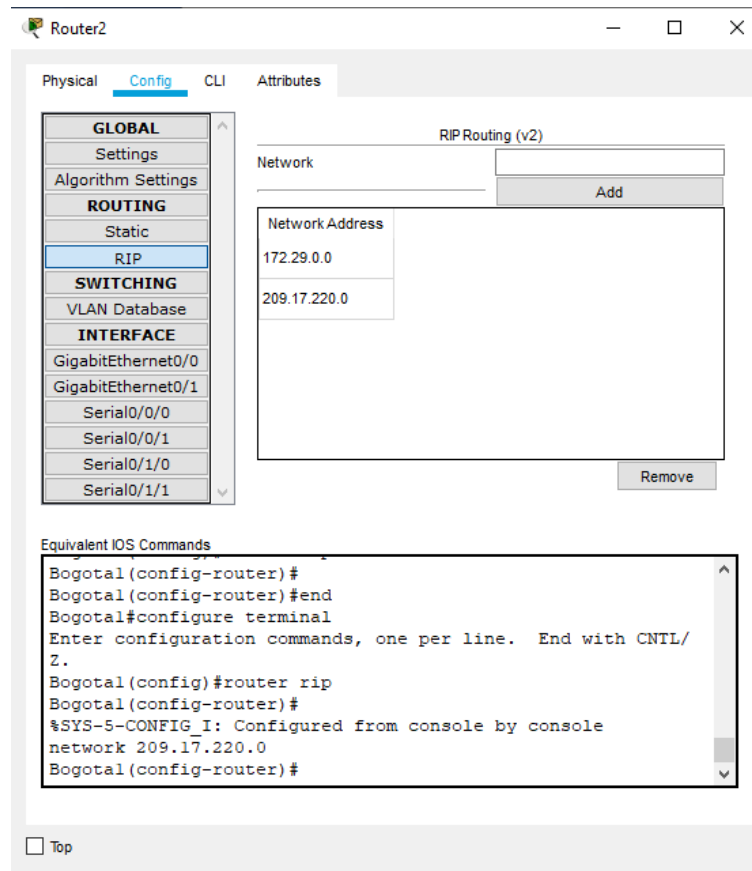 Router2
Physical Config CLI Attributes
GLOBAL
Settings
Algorithm Settings
ROUTING
Static
RIP
SWITCHING
VLAN Database
INTERFACE
GigabitEthernet0/0
GigabitEthernet0/1
Serial0/0/0
Serial0/0/1
Serial0/1/0
Serial0/1/1
RIP Routing (v2)
Network
Add
Network Address
172.29.0.0
209.17.220.0
Remove
Equivalent IOS Commands
Bogota1(config-router)#
Bogota1(config-router)#end
Bogota1#configure terminal
Enter configuration commands, one per line. End with CNTL/
Z.
Bogota1(config)#router rip
Bogota1(config-router)#
%SYS-5-CONFIG_I: Configured from console by console
network 209.17.220.0
Bogota1(config-router)#
Top